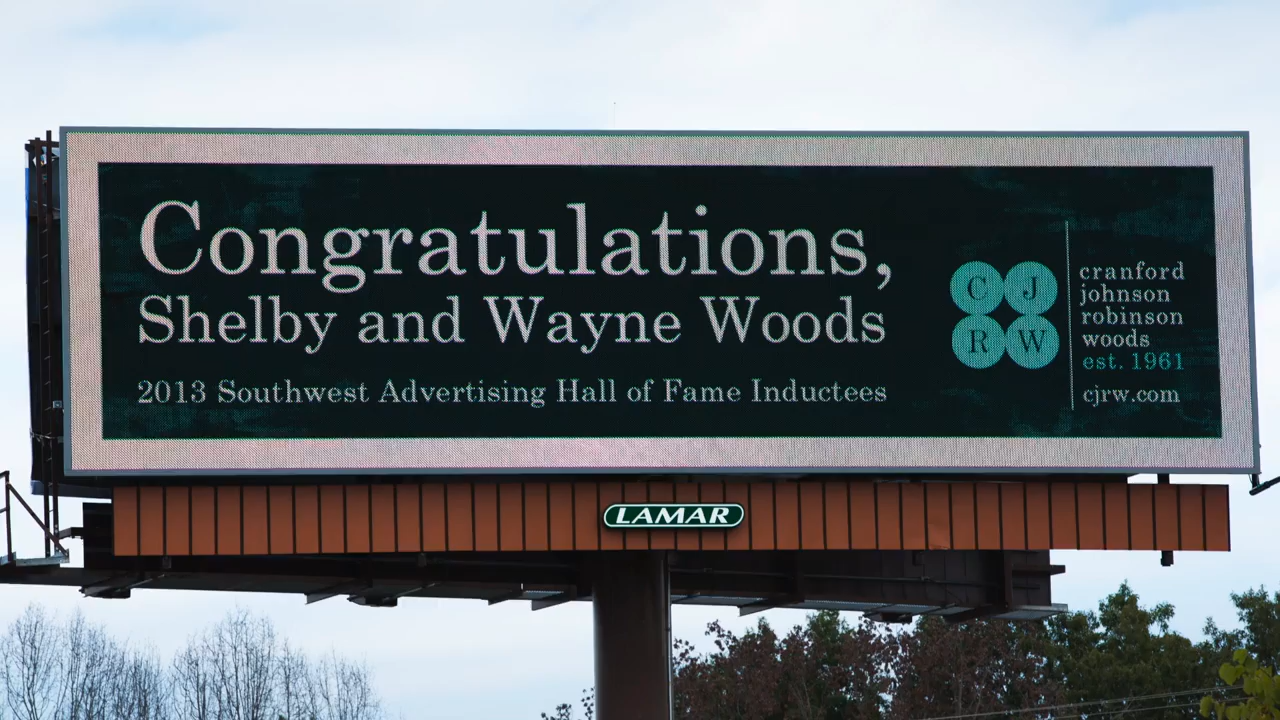 Congratulations,
Shelby and Wayne Woods
2013 Southwest Advertising Hall of Fame Inductees
C J
R W
cranford
johnson
robinson
woods
est. 1961
cjrw.com
LAMAR